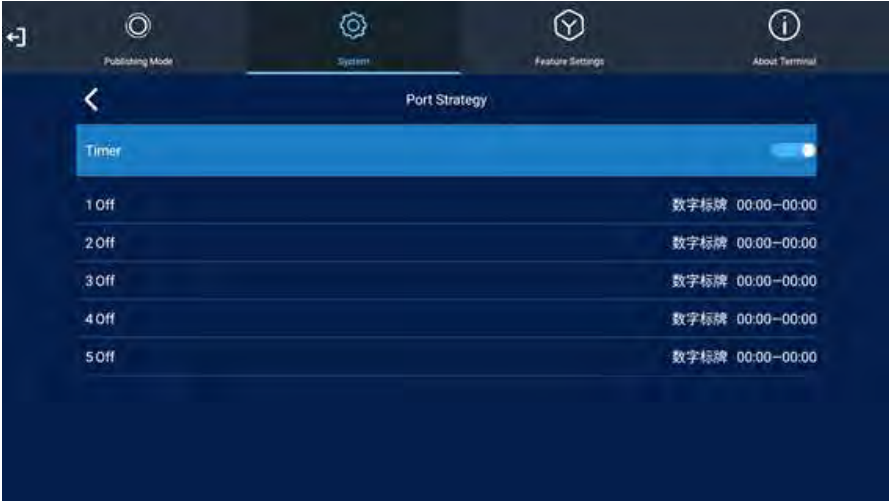 Publishing Mode System Feature Settings About Terminal
Port Strategy
Timer
1 Off 数字标牌 00:00—00:00
2 Off 数字标牌 00:00—00:00
3 Off 数字标牌 00:00—00:00
4 Off 数字标牌 00:00—00:00
5 Off 数字标牌 00:00—00:00